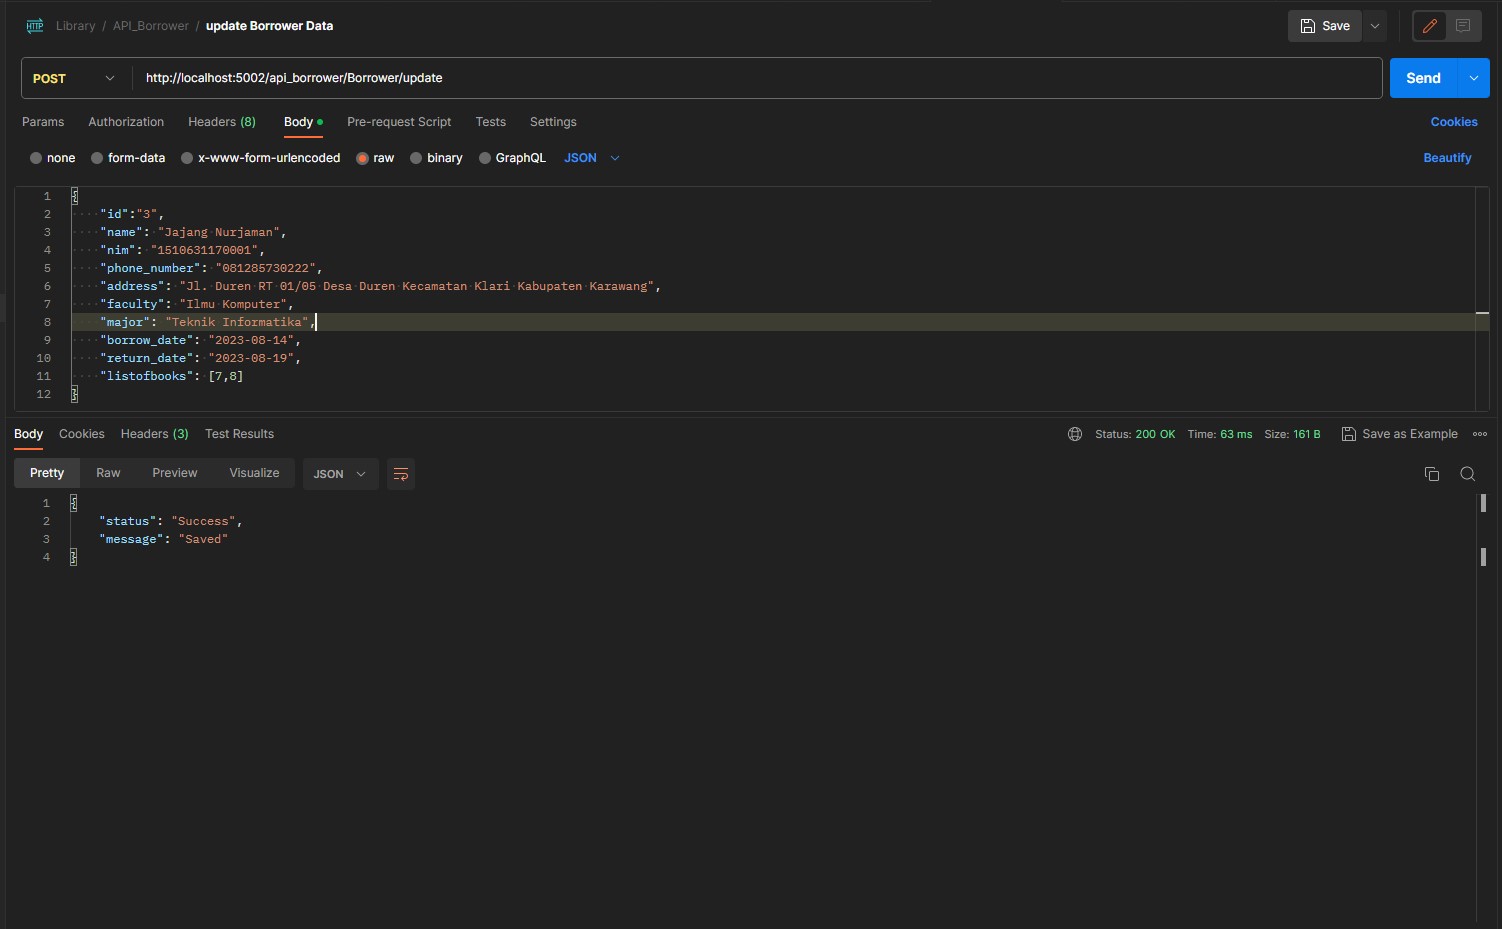 HTTP Library / API_Borrower / update Borrower Data Save
POST http://localhost:5002/api_borrower/Borrower/update Send
Params Authorization Headers (8) Body Pre-request Script Tests Settings Cookies
none form-data x-www-form-urlencoded raw binary GraphQL JSON Beautify
1 {
2 "id":"3",
3 "name": "Jajang Nurjaman",
4 "nim": "1510631170001",
5 "phone_number": "081285730222",
6 "address": "Jl. Duren RT 01/05 Desa Duren Kecamatan Klari Kabupaten Karawang",
7 "faculty": "Ilmu Komputer",
8 "major": "Teknik Informatika",
9 "borrow_date": "2023-08-14",
10 "return_date": "2023-08-19",
11 "listofbooks": [7,8]
12 }
Body Cookies Headers (3) Test Results Status: 200 OK Time: 63 ms Size: 161 B Save as Example
Pretty Raw Preview Visualize JSON
1 {
2 "status": "Success",
3 "message": "Saved"
4 }